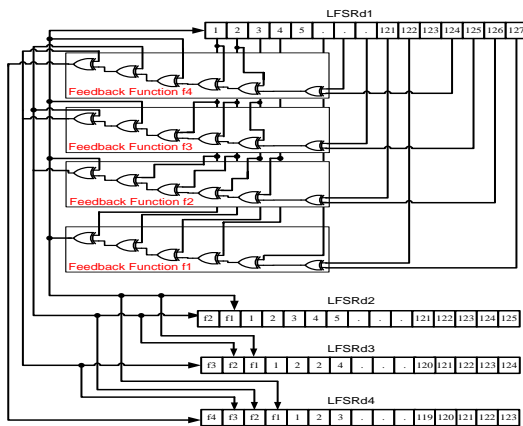 LFSRd1
1 2 3 4 5 . . . 121 122 123 124 125 126 127
Feedback Function f4
Feedback Function f3
Feedback Function f2
Feedback Function f1
LFSRd2
f2 f1 1 2 3 4 5 . . . 121 122 123 124 125
LFSRd3
f3 f2 f1 1 2 2 4 . . . 120 121 122 123 124
LFSRd4
f4 f3 f2 f1 1 2 3 . . . 119 120 121 122 123